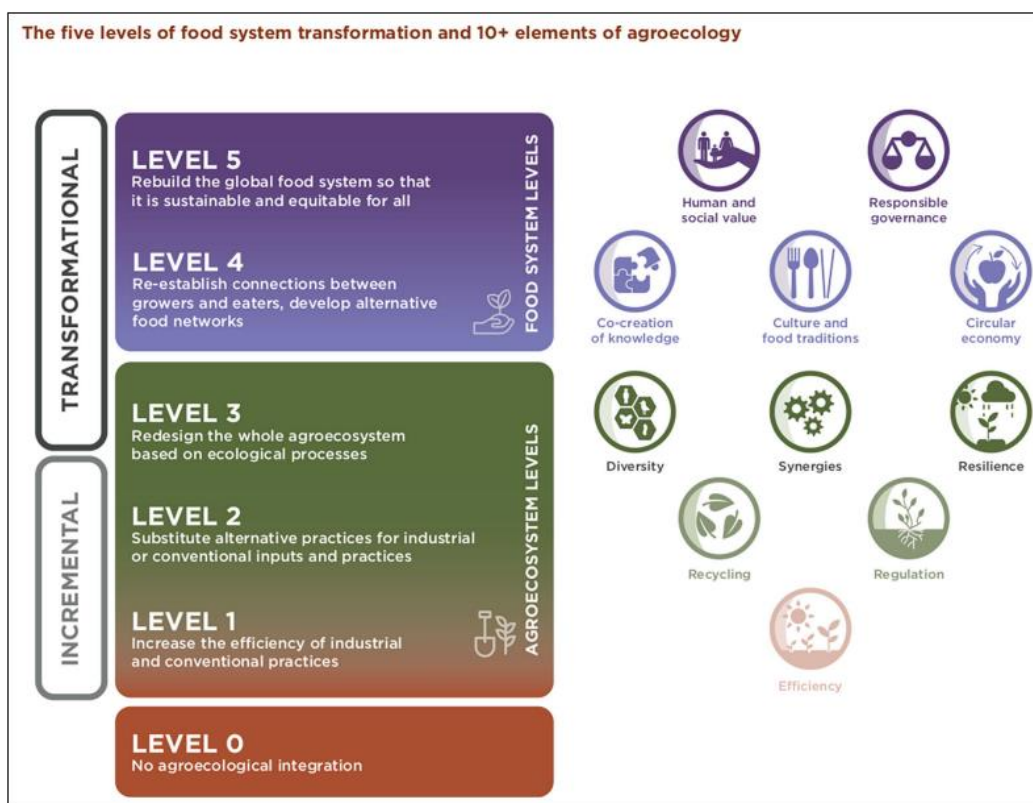 The five levels of food system transformation and 10+ elements of agroecology
TRANSFORMATIONAL
INCREMENTAL
LEVEL 5
Rebuild the global food system so that
it is sustainable and equitable for all
LEVEL 4
Re-establish connections between
growers and eaters, develop alternative
food networks
FOOD SYSTEM LEVELS
LEVEL 3
Redesign the whole agroecosystem
based on ecological processes
LEVEL 2
Substitute alternative practices for industrial
or conventional inputs and practices
LEVEL 1
Increase the efficiency of industrial
and conventional practices
AGROECOSYSTEM LEVELS
LEVEL 0
No agroecological integration
Human and
social value
Responsible
governance
Co-creation
of knowledge
Culture and
food traditions
Circular
economy
Diversity
Synergies
Resilience
Recycling
Regulation
Efficiency